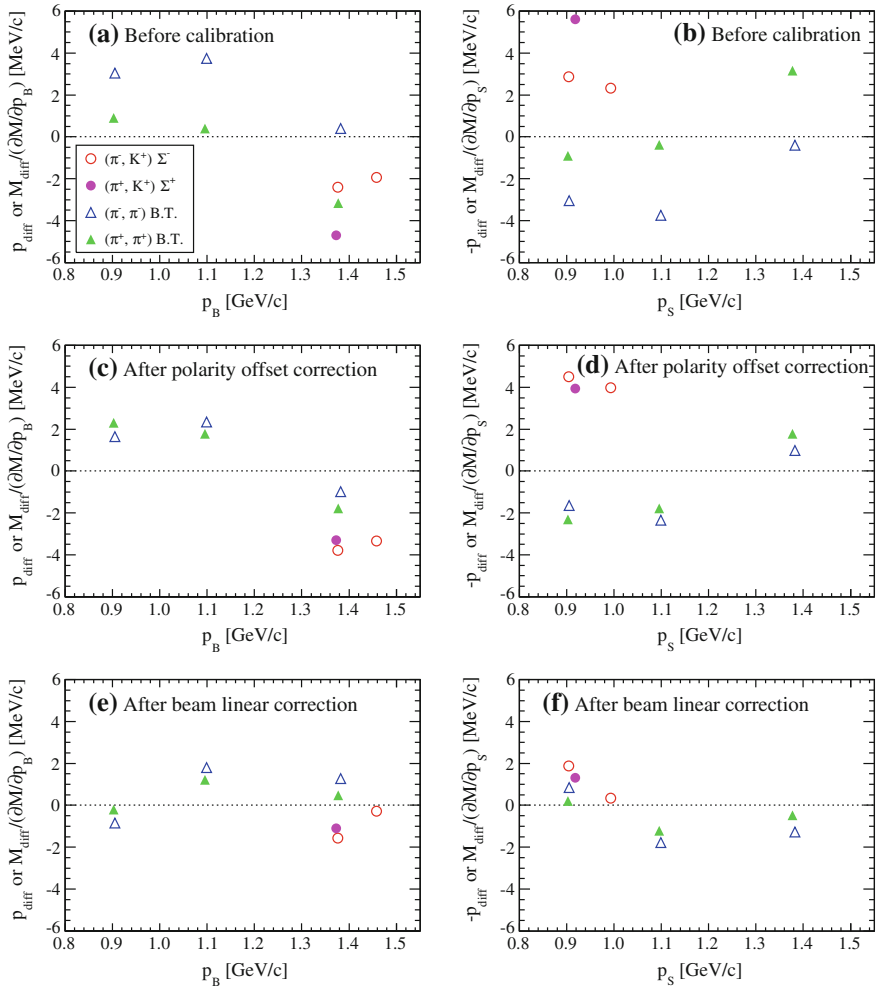 (a) Before calibration
p_diff or M_diff/(∂M/∂p_B) [MeV/c]
6
4
2
0
-2
-4
-6
(π⁻, K⁺) Σ⁻
(π⁺, K⁺) Σ⁺
(π⁻, π⁻) B.T.
(π⁺, π⁺) B.T.
0.8 0.9 1.0 1.1 1.2 1.3 1.4 1.5
p_B [GeV/c]
(b) Before calibration
-p_diff or M_diff/(∂M/∂p_S) [MeV/c]
6
4
2
0
-2
-4
-6
0.8 0.9 1.0 1.1 1.2 1.3 1.4 1.5
p_S [GeV/c]
(c) After polarity offset correction
p_diff or M_diff/(∂M/∂p_B) [MeV/c]
6
4
2
0
-2
-4
-6
0.8 0.9 1.0 1.1 1.2 1.3 1.4 1.5
p_B [GeV/c]
(d) After polarity offset correction
-p_diff or M_diff/(∂M/∂p_S) [MeV/c]
6
4
2
0
-2
-4
-6
0.8 0.9 1.0 1.1 1.2 1.3 1.4 1.5
p_S [GeV/c]
(e) After beam linear correction
p_diff or M_diff/(∂M/∂p_B) [MeV/c]
6
4
2
0
-2
-4
-6
0.8 0.9 1.0 1.1 1.2 1.3 1.4 1.5
p_B [GeV/c]
(f) After beam linear correction
-p_diff or M_diff/(∂M/∂p_S) [MeV/c]
6
4
2
0
-2
-4
-6
0.8 0.9 1.0 1.1 1.2 1.3 1.4 1.5
p_S [GeV/c]